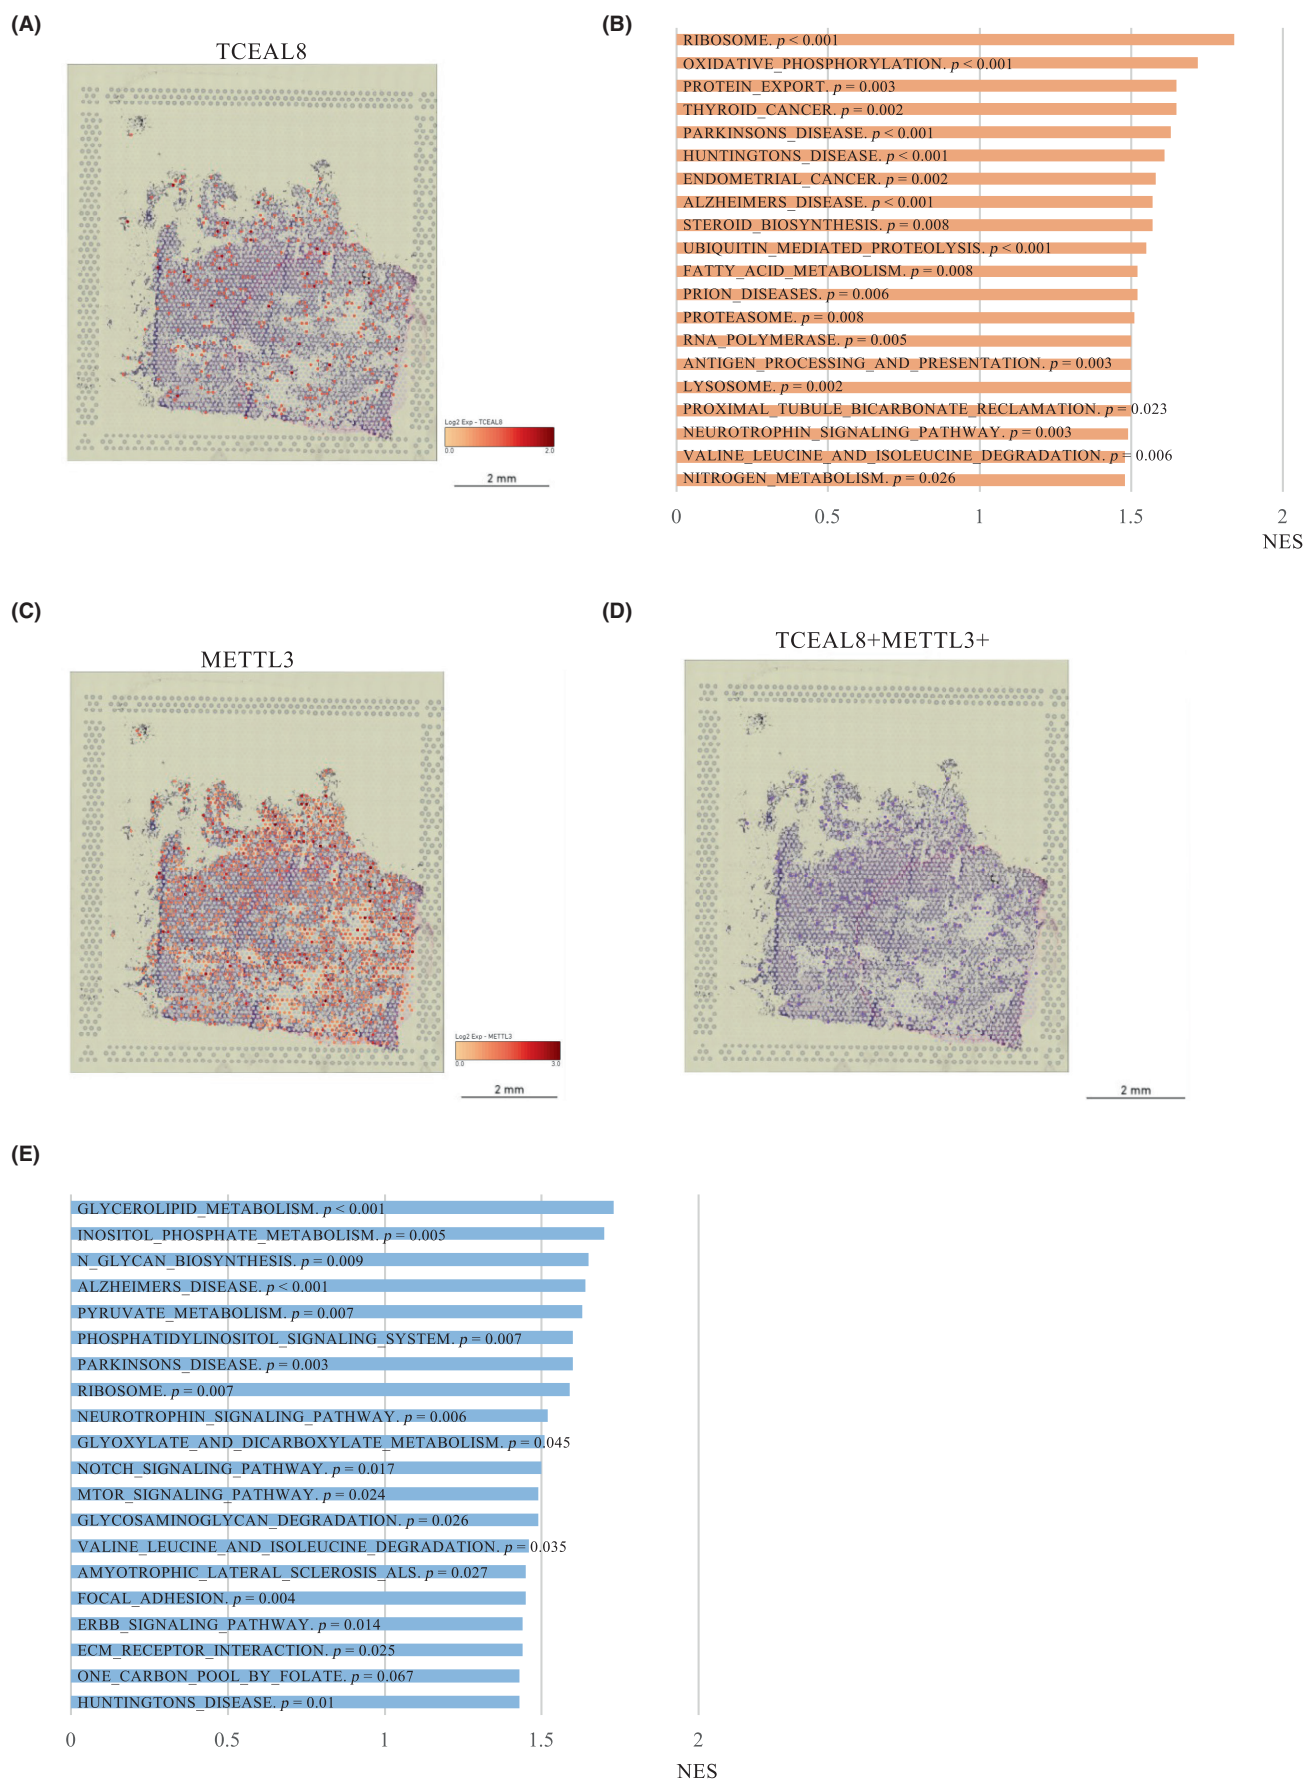 (A)
TCEAL8
Log2 Exp - TCEAL8
0.0 2.0
2 mm
(B)
RIBOSOME. p < 0.001
OXIDATIVE_PHOSPHORYLATION. p < 0.001
PROTEIN_EXPORT. p = 0.003
THYROID_CANCER. p = 0.002
PARKINSONS_DISEASE. p < 0.001
HUNTINGTONS_DISEASE. p < 0.001
ENDOMETRIAL_CANCER. p = 0.002
ALZHEIMERS_DISEASE. p < 0.001
STEROID_BIOSYNTHESIS. p = 0.008
UBIQUITIN_MEDIATED_PROTEOLYSIS. p < 0.001
FATTY_ACID_METABOLISM. p = 0.008
PRION_DISEASES. p = 0.006
PROTEASOME. p = 0.008
RNA_POLYMERASE. p = 0.005
ANTIGEN_PROCESSING_AND_PRESENTATION. p = 0.003
LYSOSOME. p = 0.002
PROXIMAL_TUBULE_BICARBONATE_RECLAMATION. p = 0.023
NEUROTROPHIN_SIGNALING_PATHWAY. p = 0.003
VALINE_LEUCINE_AND_ISOLEUCINE_DEGRADATION. p = 0.006
NITROGEN_METABOLISM. p = 0.026
0 0.5 1 1.5 2
NES
(C)
METTL3
Log2 Exp - METTL3
0.0 3.0
2 mm
(D)
TCEAL8+METTL3+
2 mm
(E)
GLYCEROLIPID_METABOLISM. p < 0.001
INOSITOL_PHOSPHATE_METABOLISM. p = 0.005
N_GLYCAN_BIOSYNTHESIS. p = 0.009
ALZHEIMERS_DISEASE. p < 0.001
PYRUVATE_METABOLISM. p = 0.007
PHOSPHATIDYLINOSITOL_SIGNALING_SYSTEM. p = 0.007
PARKINSONS_DISEASE. p = 0.003
RIBOSOME. p = 0.007
NEUROTROPHIN_SIGNALING_PATHWAY. p = 0.006
GLYOXYLATE_AND_DICARBOXYLATE_METABOLISM. p = 0.045
NOTCH_SIGNALING_PATHWAY. p = 0.017
MTOR_SIGNALING_PATHWAY. p = 0.024
GLYCOSAMINOGLYCAN_DEGRADATION. p = 0.026
VALINE_LEUCINE_AND_ISOLEUCINE_DEGRADATION. p = 0.035
AMYOTROPHIC_LATERAL_SCLEROSIS_ALS. p = 0.027
FOCAL_ADHESION. p = 0.004
ERBB_SIGNALING_PATHWAY. p = 0.014
ECM_RECEPTOR_INTERACTION. p = 0.025
ONE_CARBON_POOL_BY_FOLATE. p = 0.067
HUNTINGTONS_DISEASE. p = 0.01
0 0.5 1 1.5 2
NES